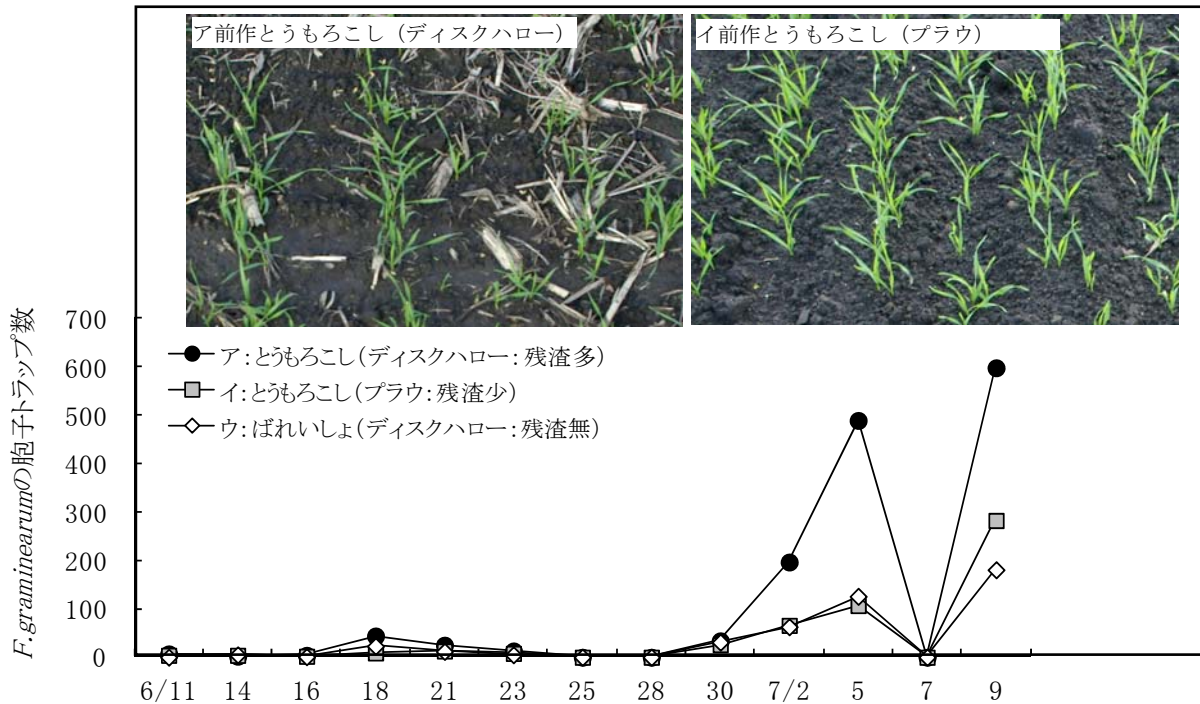 ア前作とうもろこし（ディスクハロー）
イ前作とうもろこし（プラウ）
F.graminearumの胞子トラップ数
700
600
500
400
300
200
100
0
ア:とうもろこし(ディスクハロー:残渣多)
イ:とうもろこし(プラウ:残渣少)
ウ:ばれいしょ(ディスクハロー:残渣無)
6/11 14 16 18 21 23 25 28 30 7/2 5 7 9